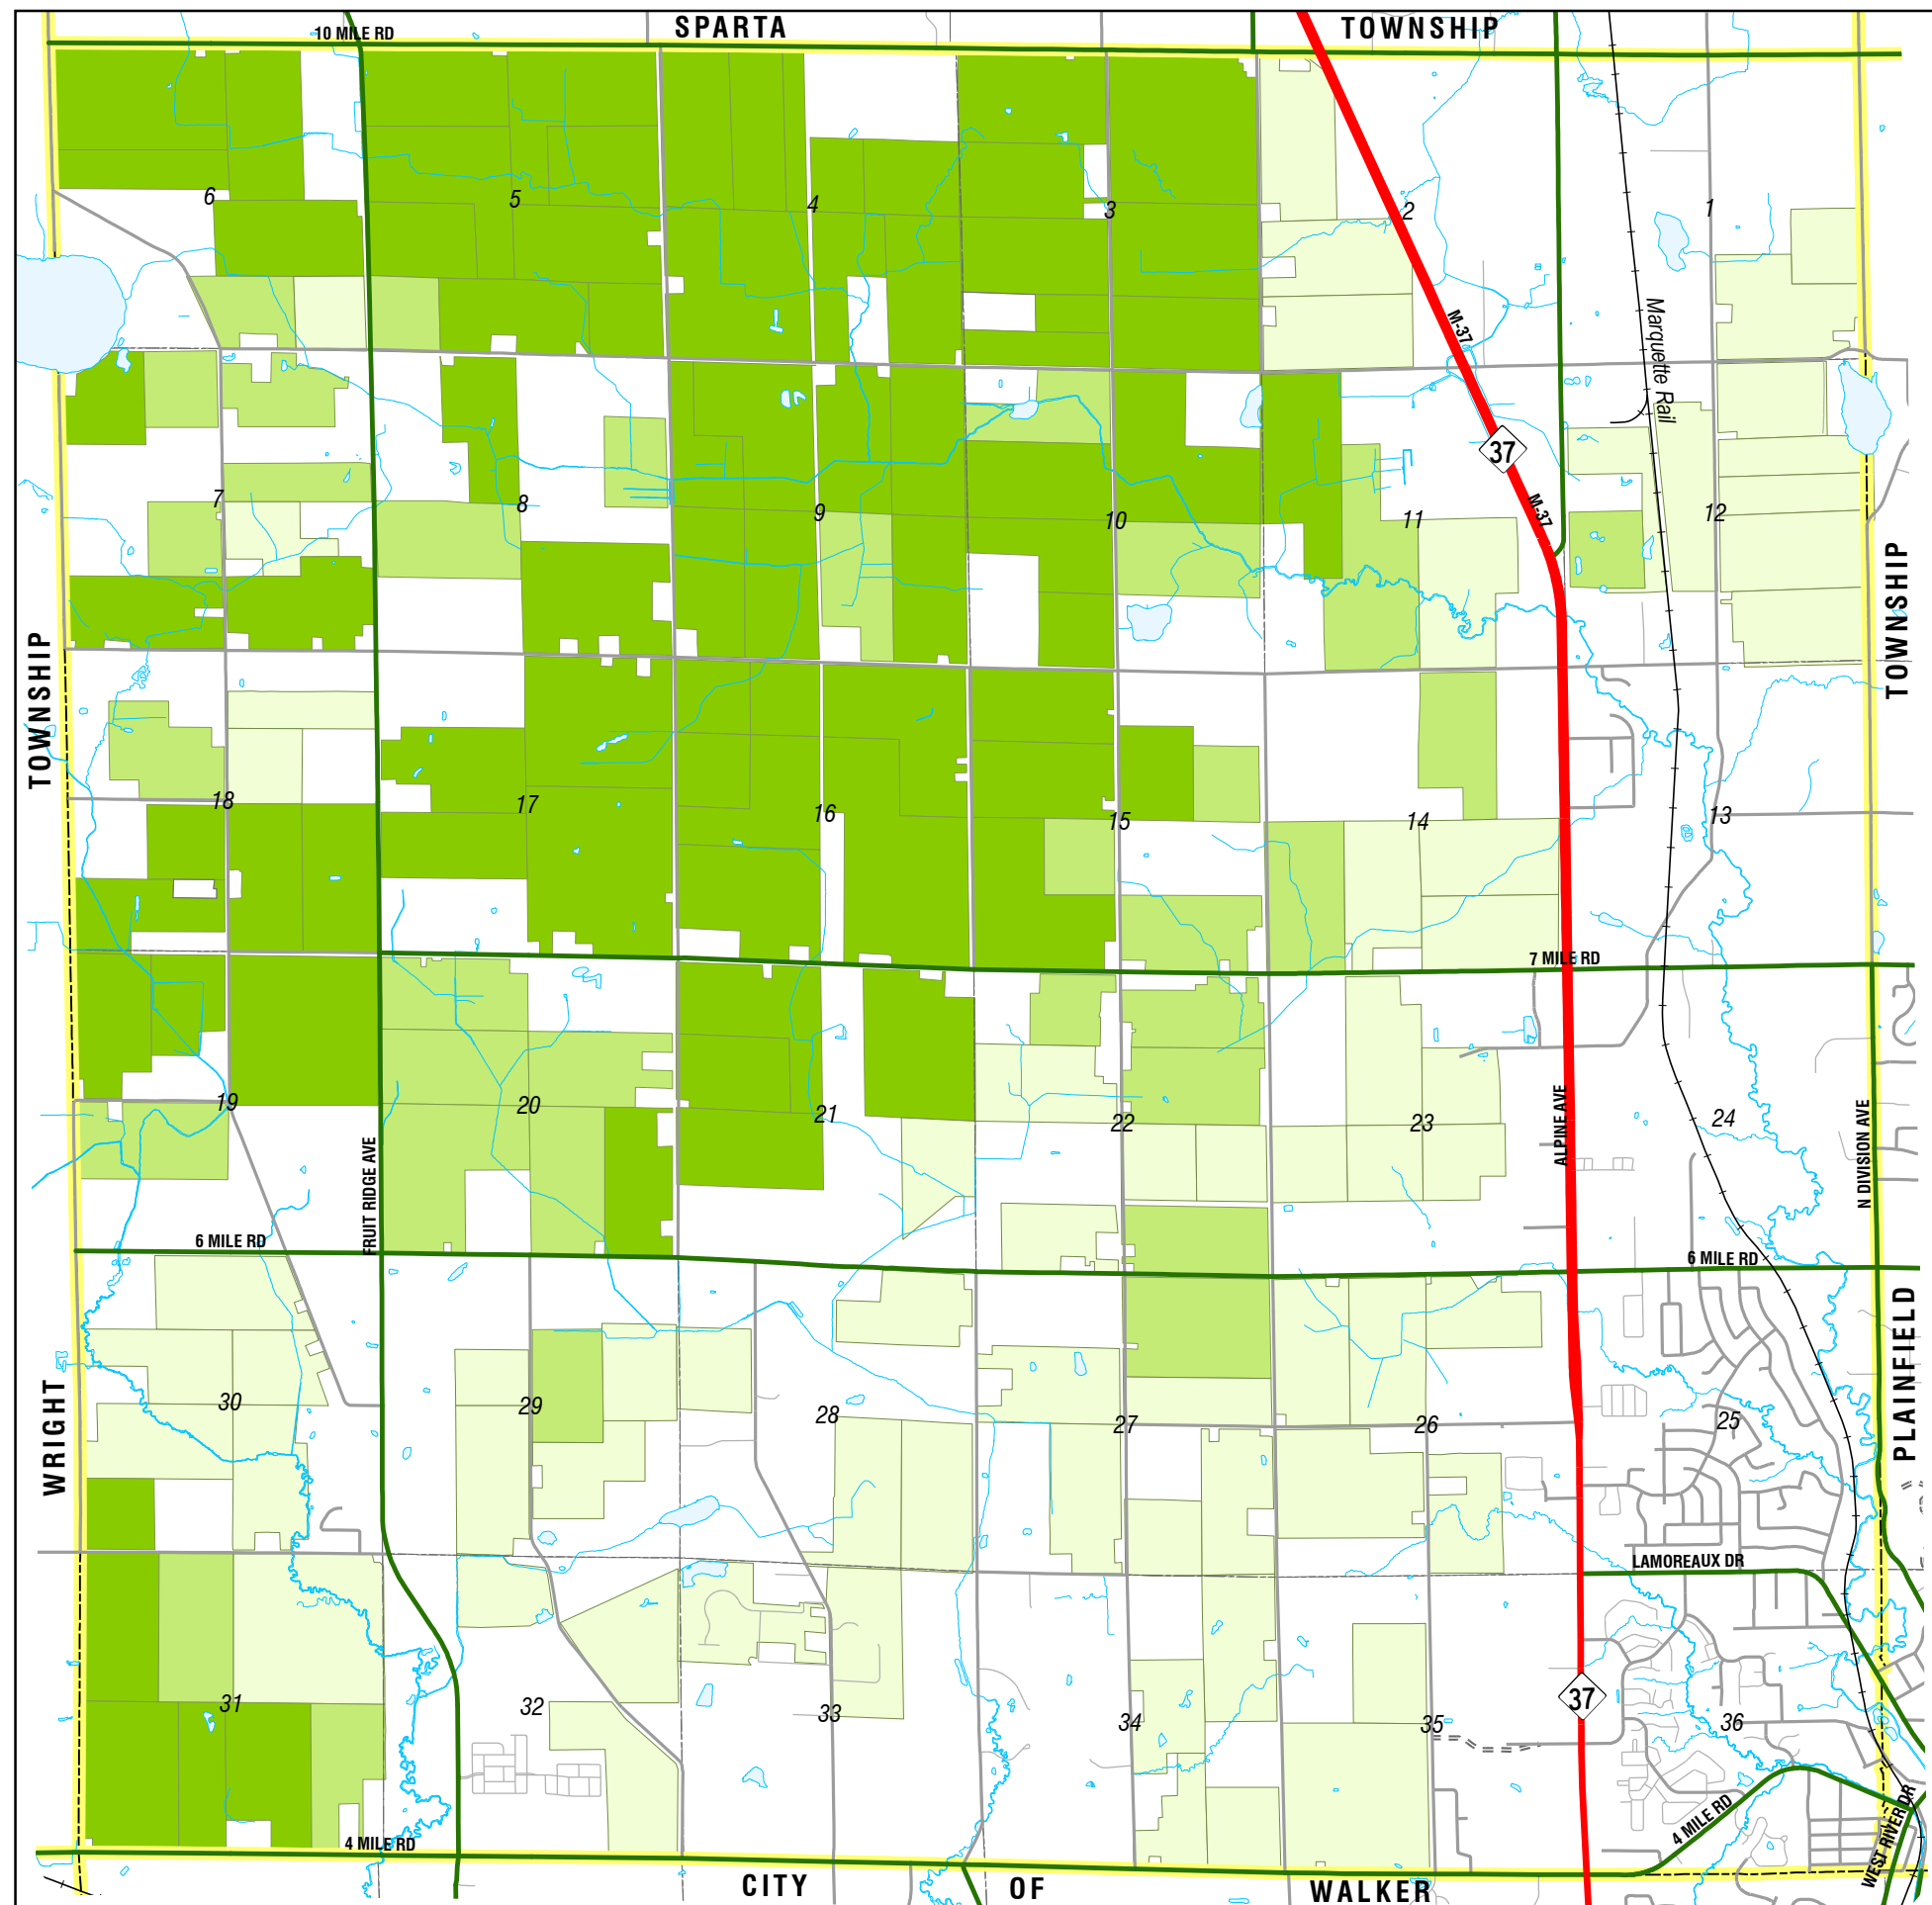 SPARTA TOWNSHIP
10 MILE RD
6 5 4 3 2 1
M-37
Marquette Rail
37
M-37
7 8 9 10 11 12
TOWNSHIP
TOWNSHIP
18 17 16 15 14 13
7 MILE RD
19 20 21 22 23 24
FRUIT RIDGE AVE
ALPINE AVE
N DIVISION AVE
6 MILE RD
6 MILE RD
WRIGHT
PLAINFIELD
30 29 28 27 26 25
LAMOREAUX DR
37
31 32 33 34 35 36
4 MILE RD
4 MILE RD
WEST RIVER DR
CITY OF WALKER